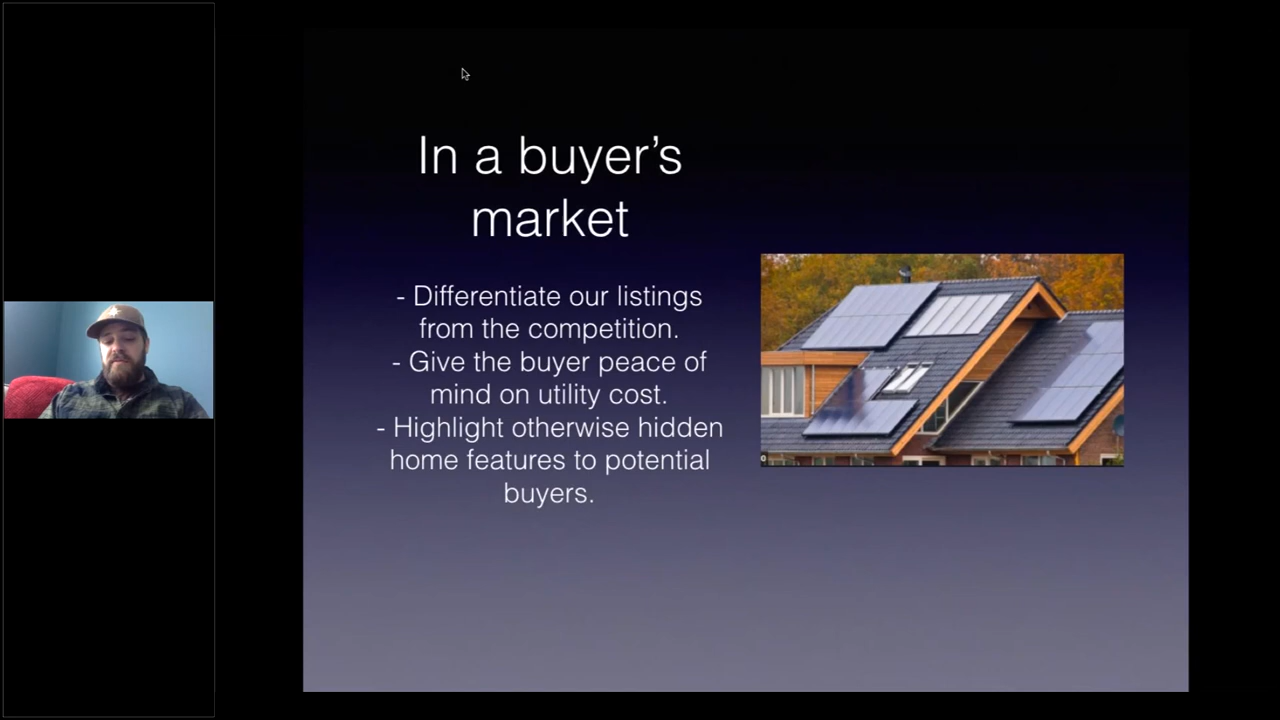 In a buyer’s
market
- Differentiate our listings
from the competition.
- Give the buyer peace of
mind on utility cost.
- Highlight otherwise hidden
home features to potential
buyers.